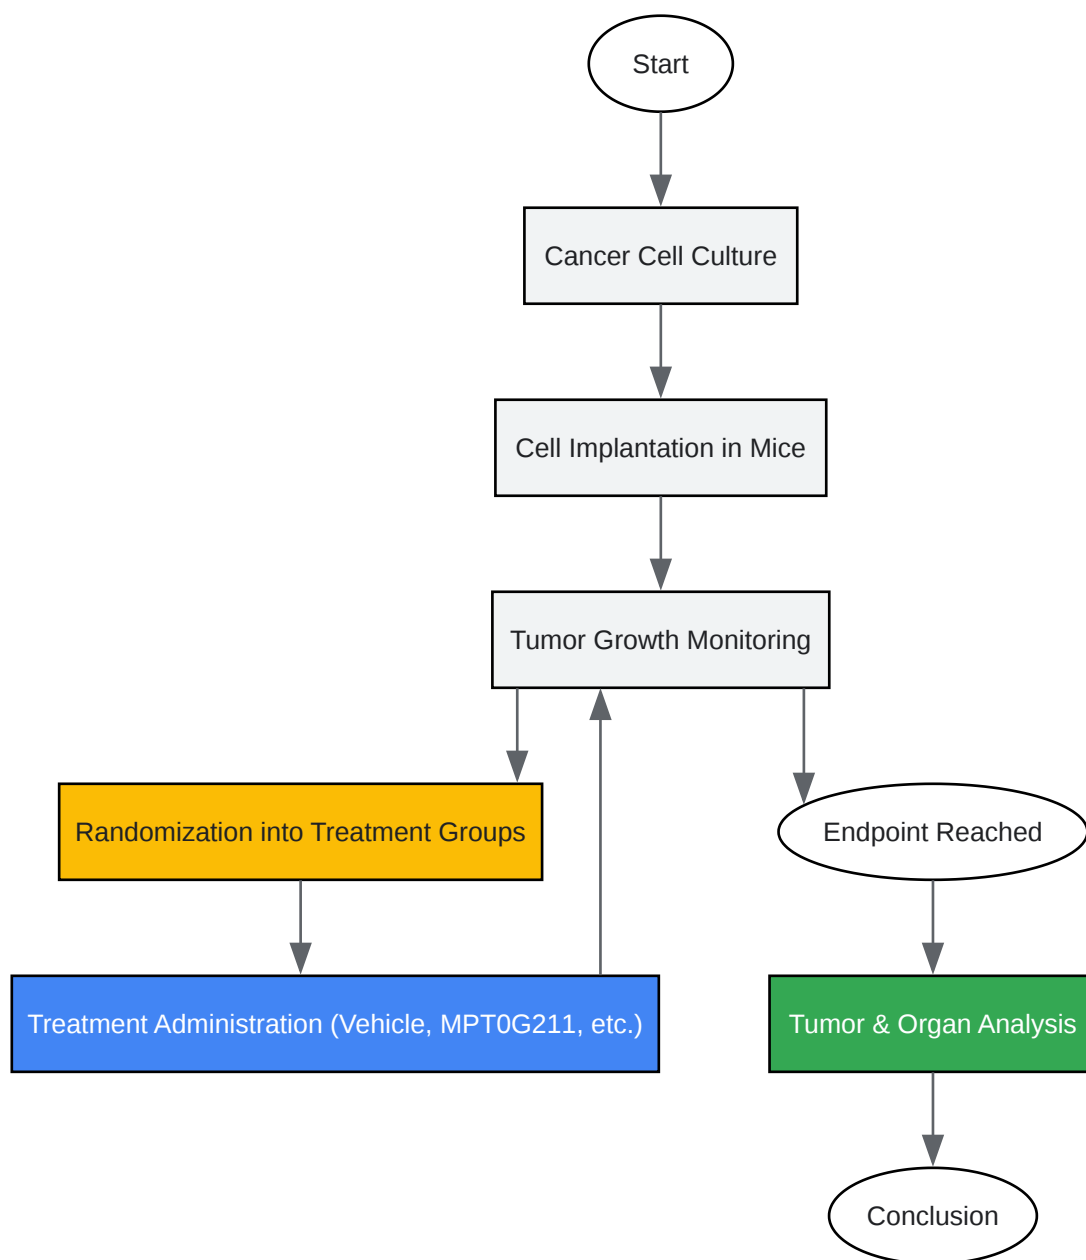 Start
Cancer Cell Culture
Cell Implantation in Mice
Tumor Growth Monitoring
Randomization into Treatment Groups
Endpoint Reached
Treatment Administration (Vehicle, MPT0G211, etc.)
Tumor & Organ Analysis
Conclusion